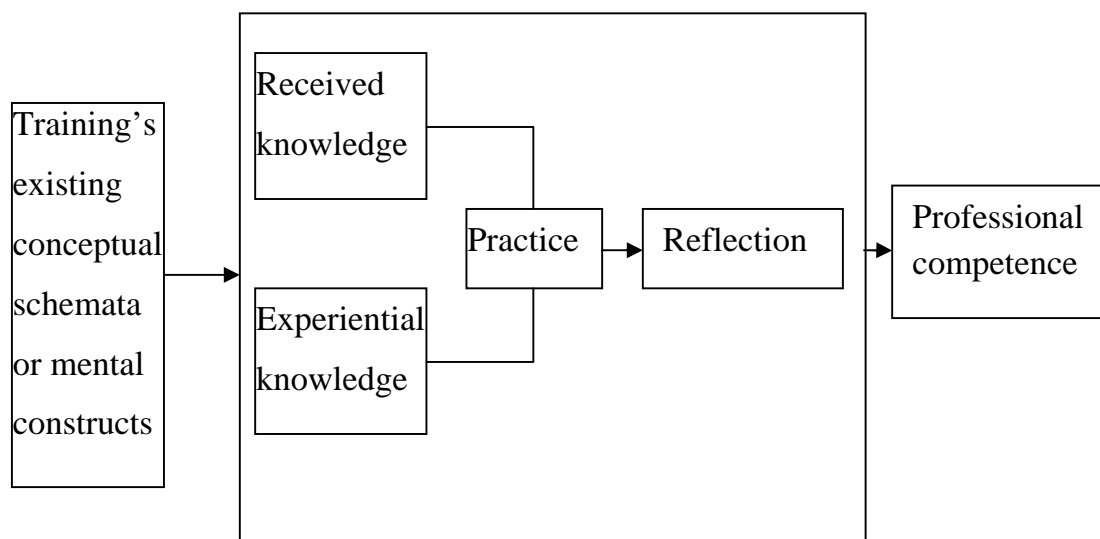 Training’s
existing
conceptual
schemata
or mental
constructs
Received
knowledge
Experiential
knowledge
Practice
Reflection
Professional
competence